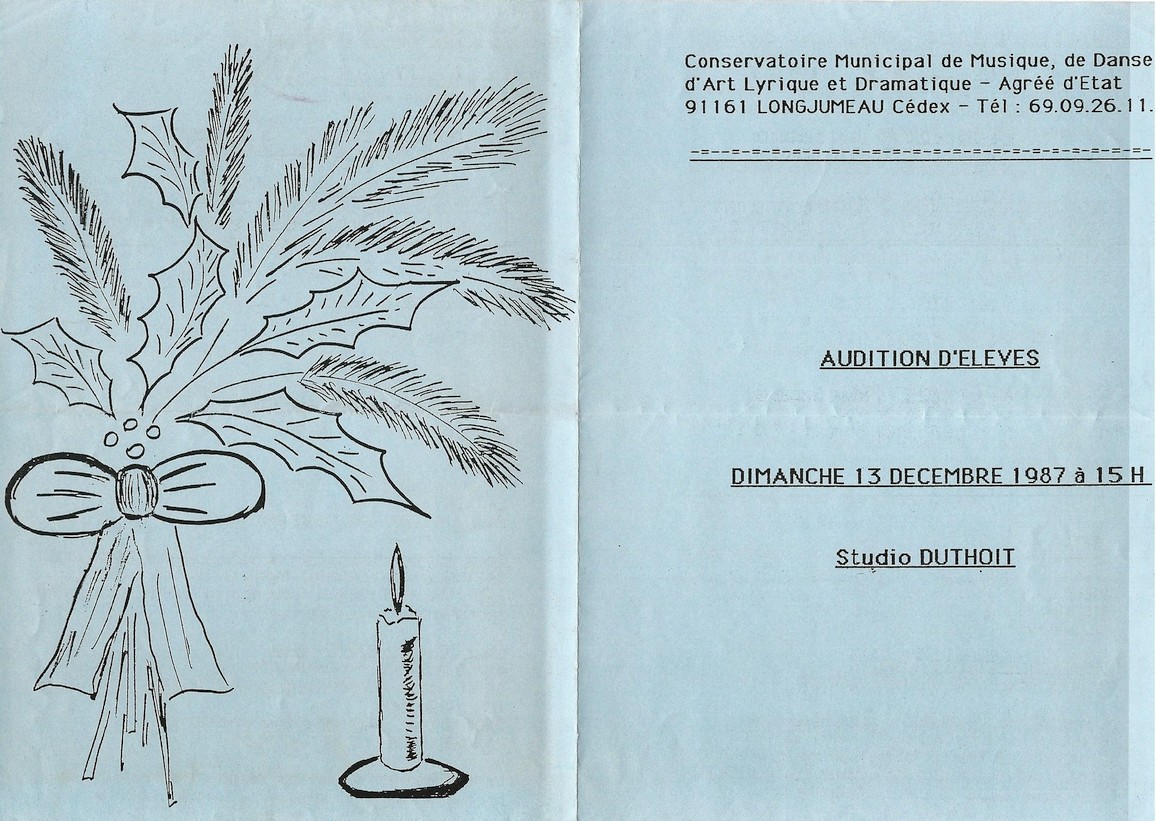 Conservatoire Municipal de Musique, de Danse
d'Art Lyrique et Dramatique - Agréé d'Etat
91161 LONGJUMEAU Cédex - Tél : 69.09.26.11.
-=-=-=-=-=-=-=-=-=-=-=-=-=-=-=-=-=-=-=-=-=-=-
AUDITION D'ELEVES
DIMANCHE 13 DECEMBRE 1987 à 15 H
Studio DUTHOIT